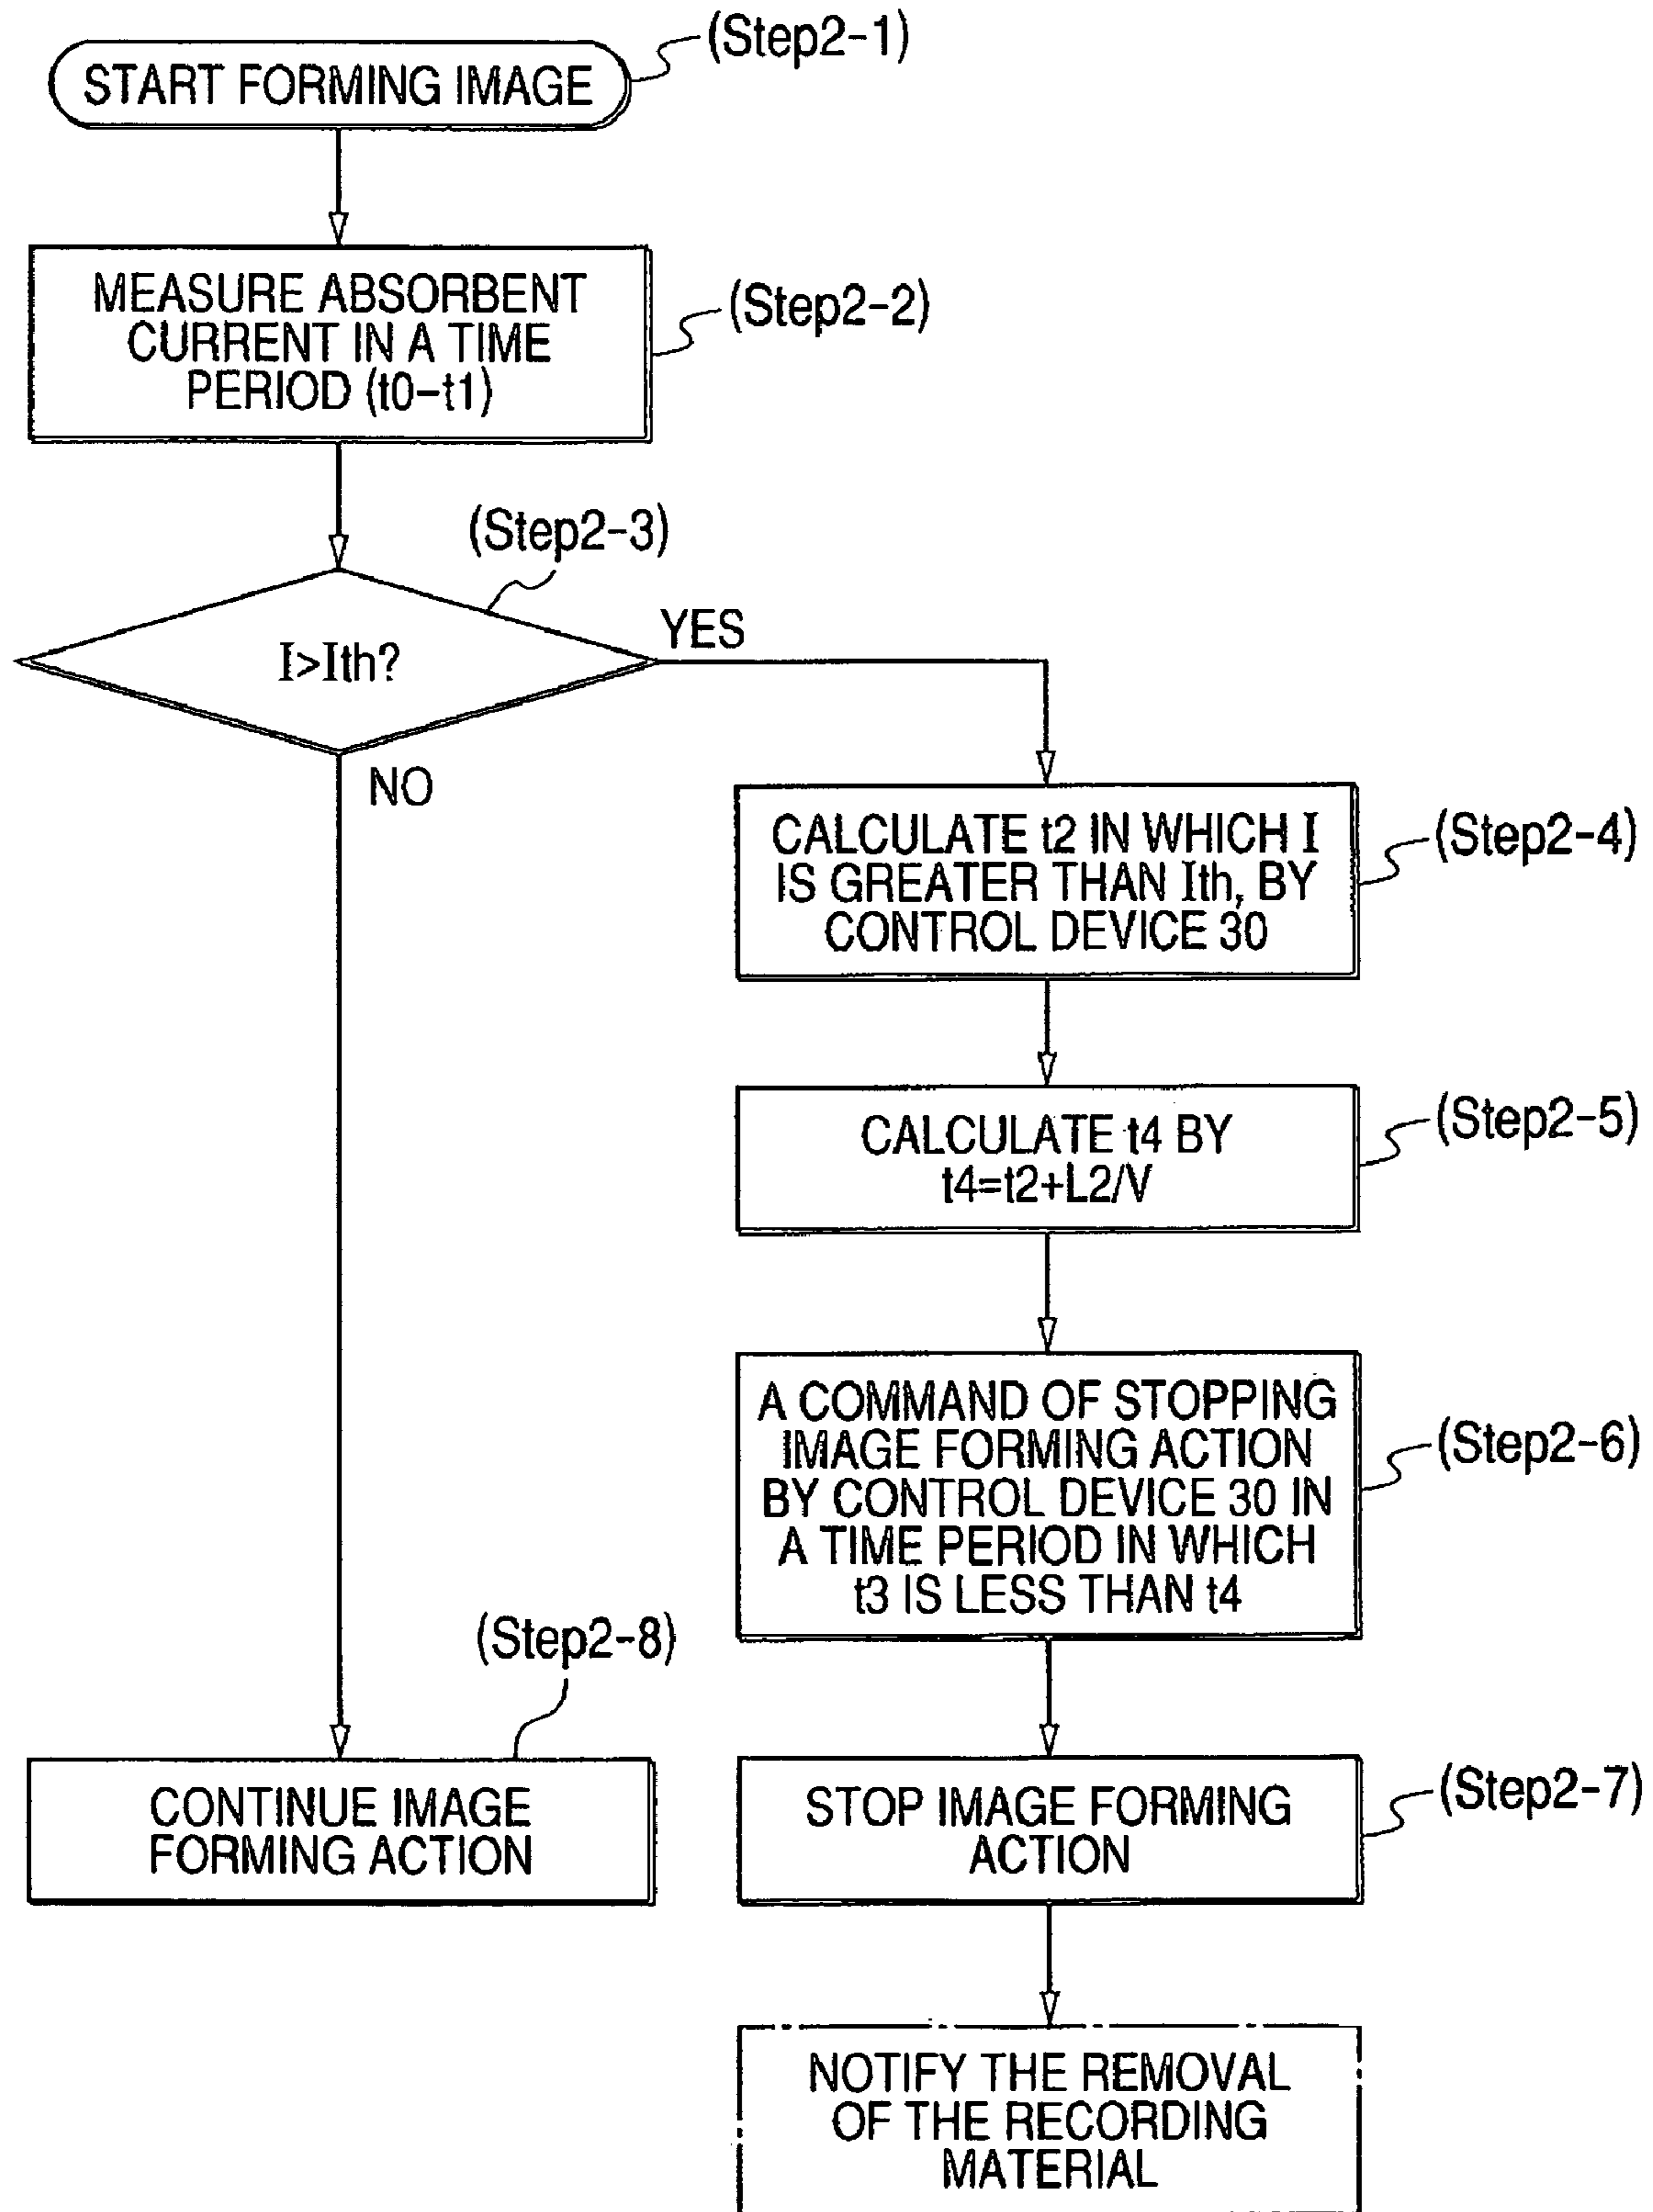 (Step2-1)
START FORMING IMAGE
MEASURE ABSORBENT
CURRENT IN A TIME
PERIOD (t0-t1)
(Step2-2)
(Step2-3)
I>Ith?
YES
NO
CALCULATE t2 IN WHICH I
IS GREATER THAN Ith, BY
CONTROL DEVICE 30
(Step2-4)
CALCULATE t4 BY
t4=t2+L2/V
(Step2-5)
A COMMAND OF STOPPING
IMAGE FORMING ACTION
BY CONTROL DEVICE 30 IN
A TIME PERIOD IN WHICH
t3 IS LESS THAN t4
(Step2-6)
(Step2-8)
CONTINUE IMAGE
FORMING ACTION
STOP IMAGE FORMING
ACTION
(Step2-7)
NOTIFY THE REMOVAL
OF THE RECORDING
MATERIAL